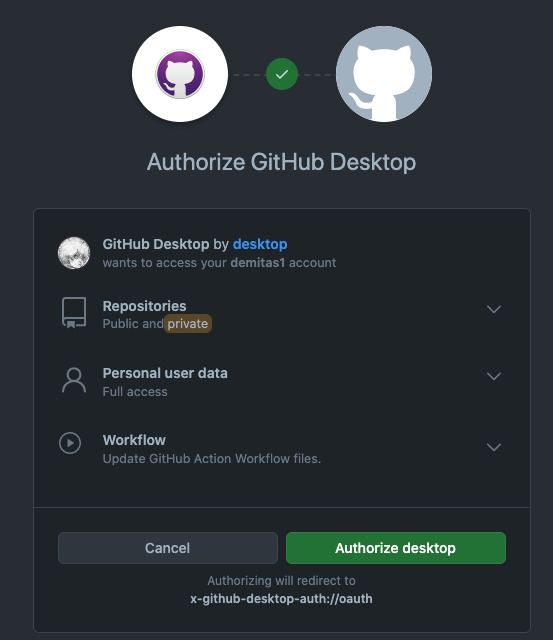 Authorize GitHub Desktop
GitHub Desktop by desktop
wants to access your demitas1 account
Repositories
Public and private
Personal user data
Full access
Workflow
Update GitHub Action Workflow files.
Cancel
Authorize desktop
Authorizing will redirect to
x-github-desktop-auth://oauth